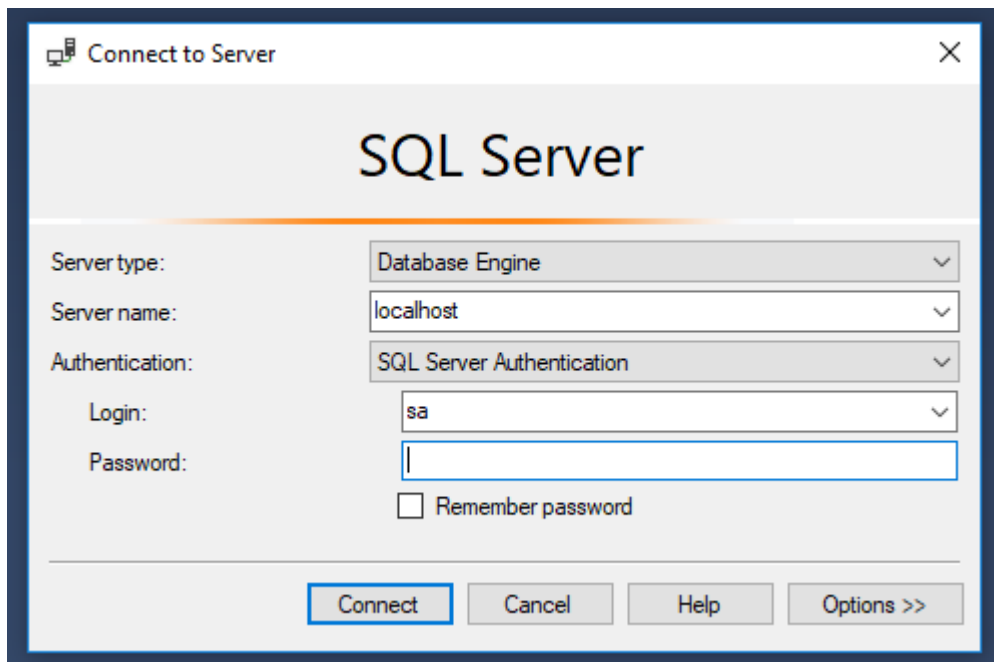 Connect to Server
SQL Server
Server type: Database Engine
Server name: localhost
Authentication: SQL Server Authentication
Login: sa
Password:
Remember password
Connect Cancel Help Options >>